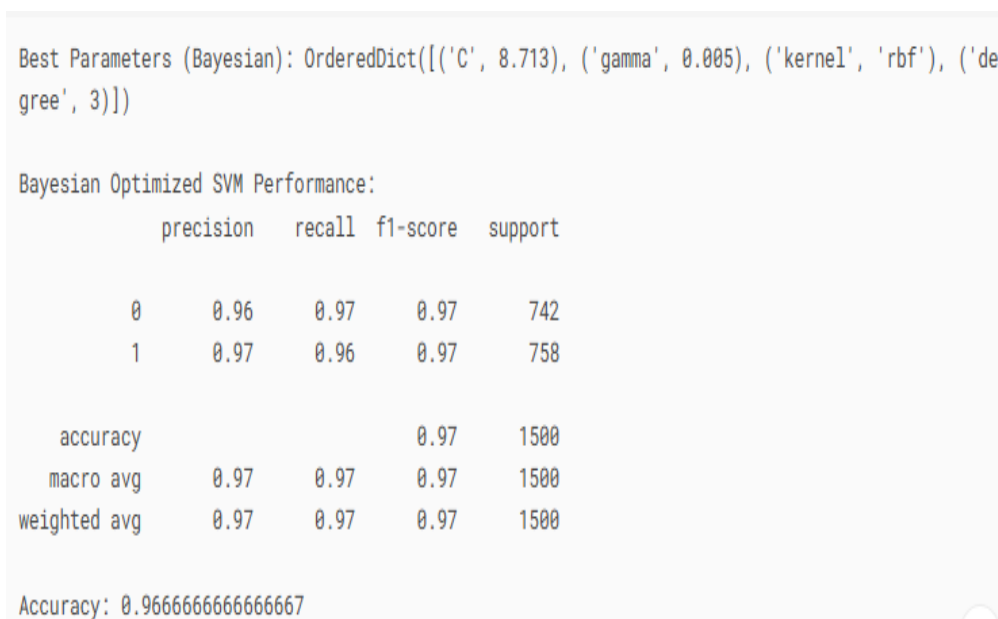 Best Parameters (Bayesian): OrderedDict([('C', 8.713), ('gamma', 0.005), ('kernel', 'rbf'), ('de
gree', 3)])
Bayesian Optimized SVM Performance:
precision recall f1-score support
0 0.96 0.97 0.97 742
1 0.97 0.96 0.97 758
accuracy 0.97 1500
macro avg 0.97 0.97 0.97 1500
weighted avg 0.97 0.97 0.97 1500
Accuracy: 0.9666666666666667